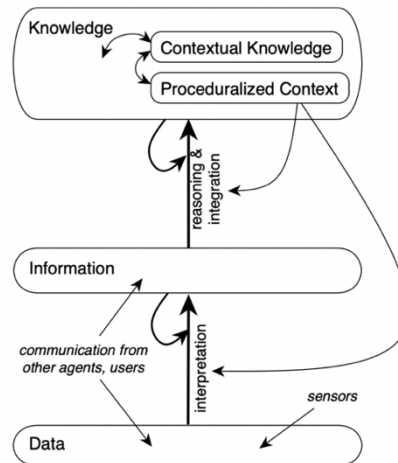 Knowledge
Contextual Knowledge
Proceduralized Context
reasoning &
integration
Information
communication from
other agents, users
interpretation
sensors
Data